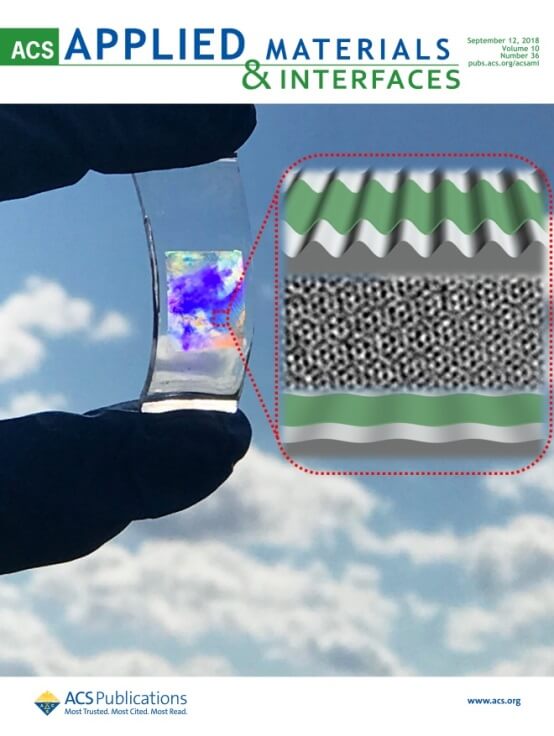 ACS APPLIED MATERIALS
& INTERFACES
September 12, 2018
Volume 10
Number 36
pubs.acs.org/acsami
ACS Publications
Most Trusted. Most Cited. Most Read.
www.acs.org